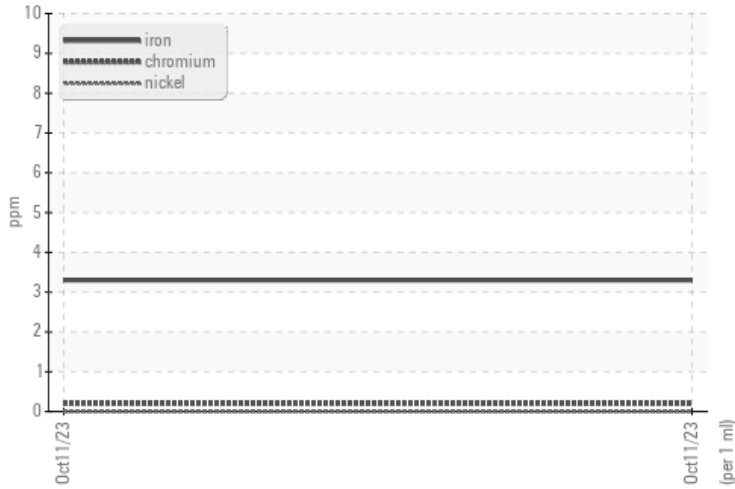 10
9
8
7
6
5
4
3
2
1
0
ppm
iron
chromium
nickel
Oct11/23
Oct11/23
(per 1 ml)